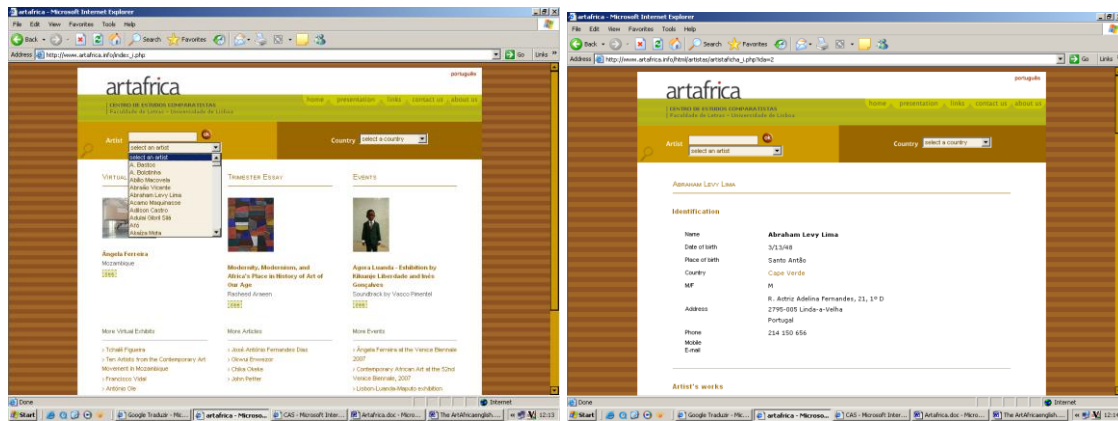 artafrica - Microsoft Internet Explorer
File Edit View Favorites Tools Help
Back Search Favorites
Address http://www.artafrica.info/index_i.php Go Links
português
artafrica
CENTRO DE ESTUDOS COMPARATISTAS
Faculdade de Letras - Universidade de Lisboa
home presentation links contact us about us
Artist ok
select an artist
Country select a country
select an artist
A. Bastos
A. Bolotinha
Abílio Macovela
Abraão Vicente
Abraham Levy Lima
Acamo Maquinasse
Adilson Castro
Afó
Akaiza Mota
VIRTUAL
TRIMESTER ESSAY
EVENTS
Ângela Ferreira
Mozambique
Modernity, Modernism, and
Africa's Place in History of Art of
Our Age
Rasheed Araeen
Agora Luanda - Exhibition by
Kiluanje Liberdade and Inês
Gonçalves
Soundtrack by Vasco Pimentel
More Virtual Exhibits
› Tchalê Figueira
› Ten Artists from the Contemporary Art
Movement in Mozambique
› Francisco Vidal
› António Ole
More Articles
› José António Fernandes Dias
› Okwui Enwezor
› Chika Okeke
› John Peffer
More Events
› Ângela Ferreira at the Venice Biennale
2007
› Contemporary African Art at the 52nd
Venice Biennale, 2007
› Lisbon-Luanda-Maputo exhibition
Done Internet
Start Google Traduzir - Mic... artafrica - Microso... CAS - Microsoft Inter... Artafrica.doc - Micro... The ArtAfricaenglish.... 12:13
artafrica - Microsoft Internet Explorer
File Edit View Favorites Tools Help
Back Search Favorites
Address http://www.artafrica.info/html/artistas/artistaficha_i.php?ida=2 Go Links
português
artafrica
CENTRO DE ESTUDOS COMPARATISTAS
Faculdade de Letras - Universidade de Lisboa
home presentation links contact us about us
Artist ok
select an artist
Country select a country
ABRAHAM LEVY LIMA
Identification
Name Abraham Levy Lima
Date of birth 3/13/48
Place of birth Santo Antão
Country Cape Verde
M/F M
Address R. Actriz Adelina Fernandes, 21, 1º D
2795-005 Linda-a-Velha
Portugal
Phone 214 150 656
Mobile
E-mail
Artist's works
Done Internet
Start Google Traduzir - Mic... artafrica - Microso... CAS - Microsoft Inter... Artafrica.doc - Micro... The ArtAfricaenglish.... 12:14